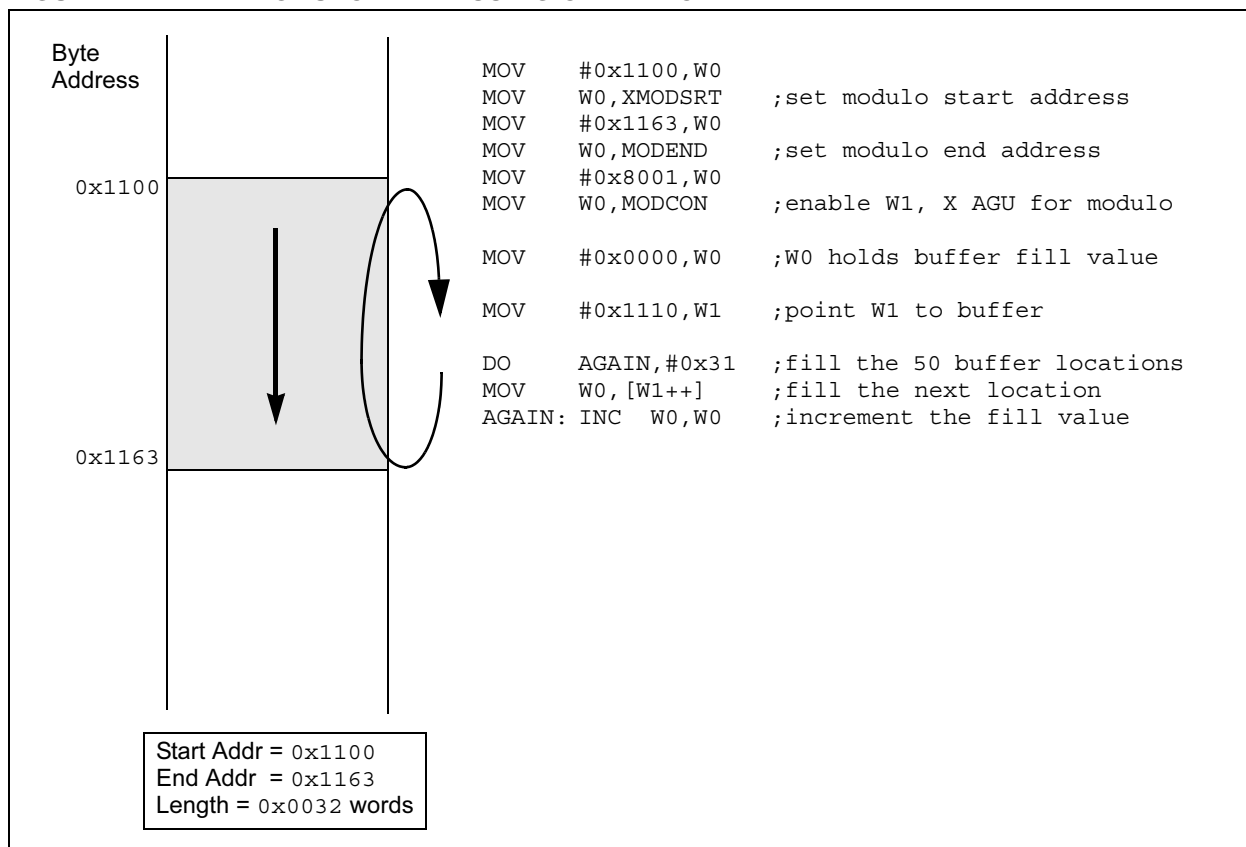 Byte
Address
0x1100
0x1163
MOV #0x1100,W0
MOV W0,XMODSRT ;set modulo start address
MOV #0x1163,W0
MOV W0,MODEND ;set modulo end address
MOV #0x8001,W0
MOV W0,MODCON ;enable W1, X AGU for modulo
MOV #0x0000,W0 ;W0 holds buffer fill value
MOV #0x1110,W1 ;point W1 to buffer
DO AGAIN,#0x31 ;fill the 50 buffer locations
MOV W0,[W1++] ;fill the next location
AGAIN: INC W0,W0 ;increment the fill value
Start Addr = 0x1100
End Addr = 0x1163
Length = 0x0032 words